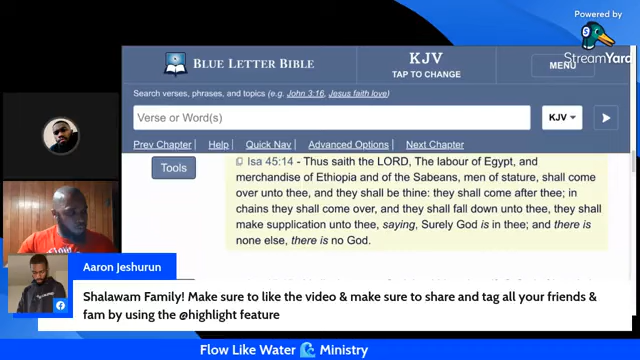 Powered by
StreamYard
BLUE LETTER BIBLE
KJV
TAP TO CHANGE
MENU
Search verses, phrases, and topics (e.g. John 3:16, Jesus faith love)
Verse or Word(s)
KJV
Prev Chapter | Help | Quick Nav | Advanced Options | Next Chapter
Tools
Isa 45:14 - Thus saith the LORD, The labour of Egypt, and
merchandise of Ethiopia and of the Sabeans, men of stature, shall come
over unto thee, and they shall be thine: they shall come after thee; in
chains they shall come over, and they shall fall down unto thee, they shall
make supplication unto thee, saying, Surely God is in thee; and there is
none else, there is no God.
Aaron Jeshurun
Shalawam Family! Make sure to like the video & make sure to share and tag all your friends &
fam by using the @highlight feature
Flow Like Water 🌊 Ministry